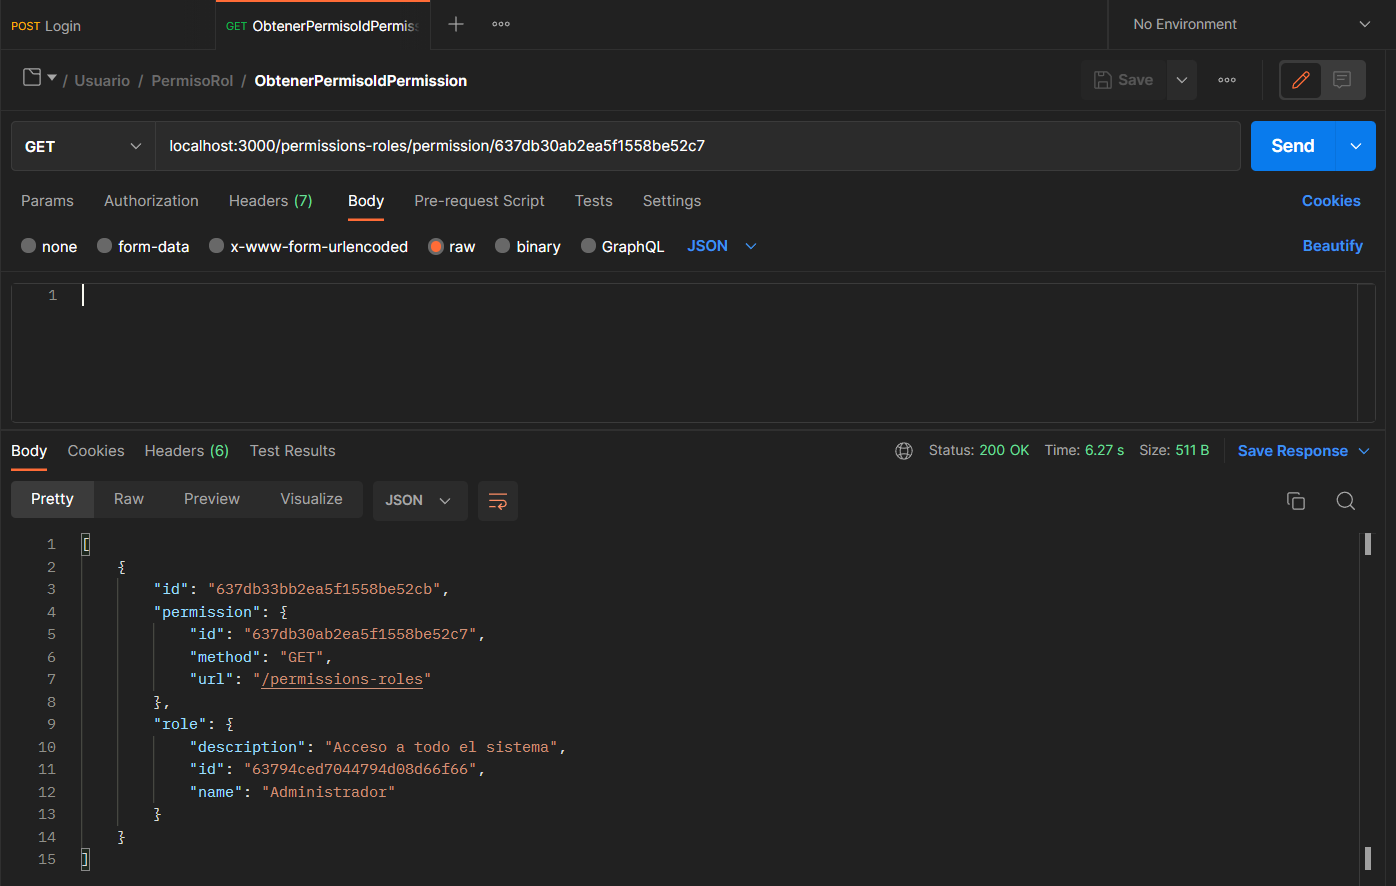 POST Login
GET ObtenerPermisoIdPermis
No Environment
/ Usuario / PermisoRol / ObtenerPermisoIdPermission
Save
GET
localhost:3000/permissions-roles/permission/637db30ab2ea5f1558be52c7
Send
Params Authorization Headers (7) Body Pre-request Script Tests Settings
Cookies
none form-data x-www-form-urlencoded raw binary GraphQL JSON
Beautify
1
Body Cookies Headers (6) Test Results
Status: 200 OK Time: 6.27 s Size: 511 B Save Response
Pretty Raw Preview Visualize JSON
1 [
2 {
3 "id": "637db33bb2ea5f1558be52cb",
4 "permission": {
5 "id": "637db30ab2ea5f1558be52c7",
6 "method": "GET",
7 "url": "/permissions-roles"
8 },
9 "role": {
10 "description": "Acceso a todo el sistema",
11 "id": "63794ced7044794d08d66f66",
12 "name": "Administrador"
13 }
14 }
15 ]